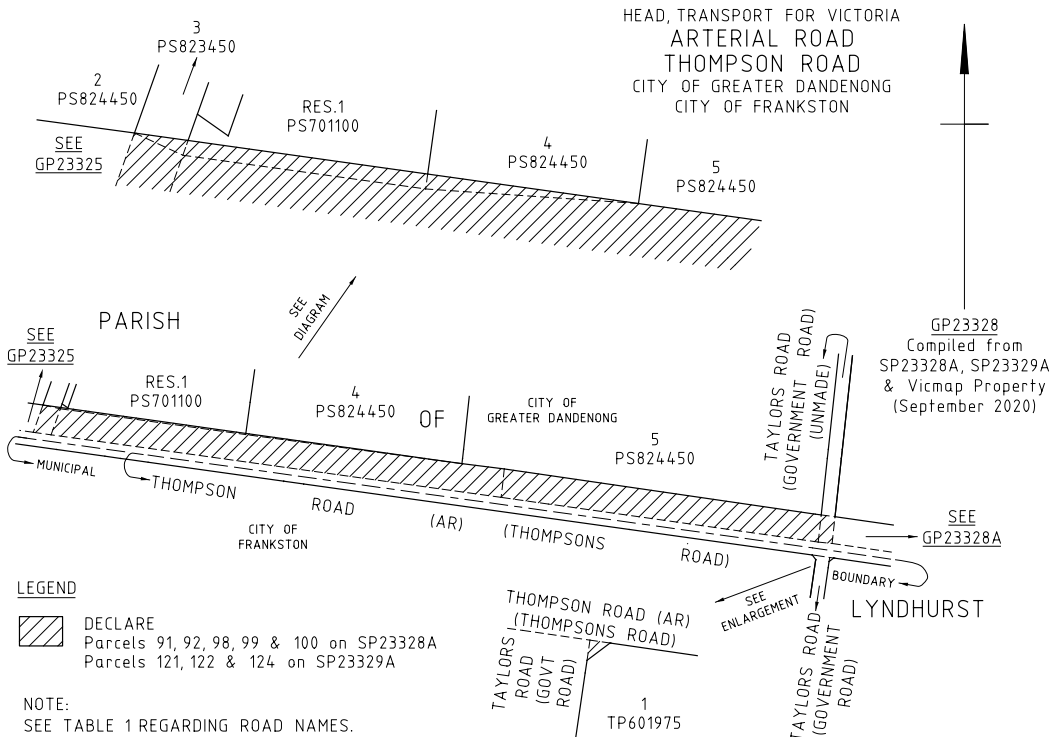 HEAD, TRANSPORT FOR VICTORIA
ARTERIAL ROAD
THOMPSON ROAD
CITY OF GREATER DANDENONG
CITY OF FRANKSTON
3
PS823450
2
PS824450
RES.1
PS701100
4
PS824450
5
PS824450
SEE
GP23325
SEE
DIAGRAM
GP23328
Compiled from
SP23328A, SP23329A
& Vicmap Property
(September 2020)
PARISH
SEE
GP23325
RES.1
PS701100
4
PS824450
OF
CITY OF
GREATER DANDENONG
5
PS824450
TAYLORS ROAD
(GOVERNMENT ROAD)
(UNMADE)
MUNICIPAL
THOMPSON ROAD (AR) (THOMPSONS ROAD)
CITY OF
FRANKSTON
SEE
GP23328A
BOUNDARY
LYNDHURST
SEE
ENLARGEMENT
TAYLORS ROAD
(GOVERNMENT
ROAD)
THOMPSON ROAD (AR)
(THOMPSONS ROAD)
TAYLORS
ROAD
(GOVT
ROAD)
1
TP601975
LEGEND
DECLARE
Parcels 91, 92, 98, 99 & 100 on SP23328A
Parcels 121, 122 & 124 on SP23329A
NOTE:
SEE TABLE 1 REGARDING ROAD NAMES.